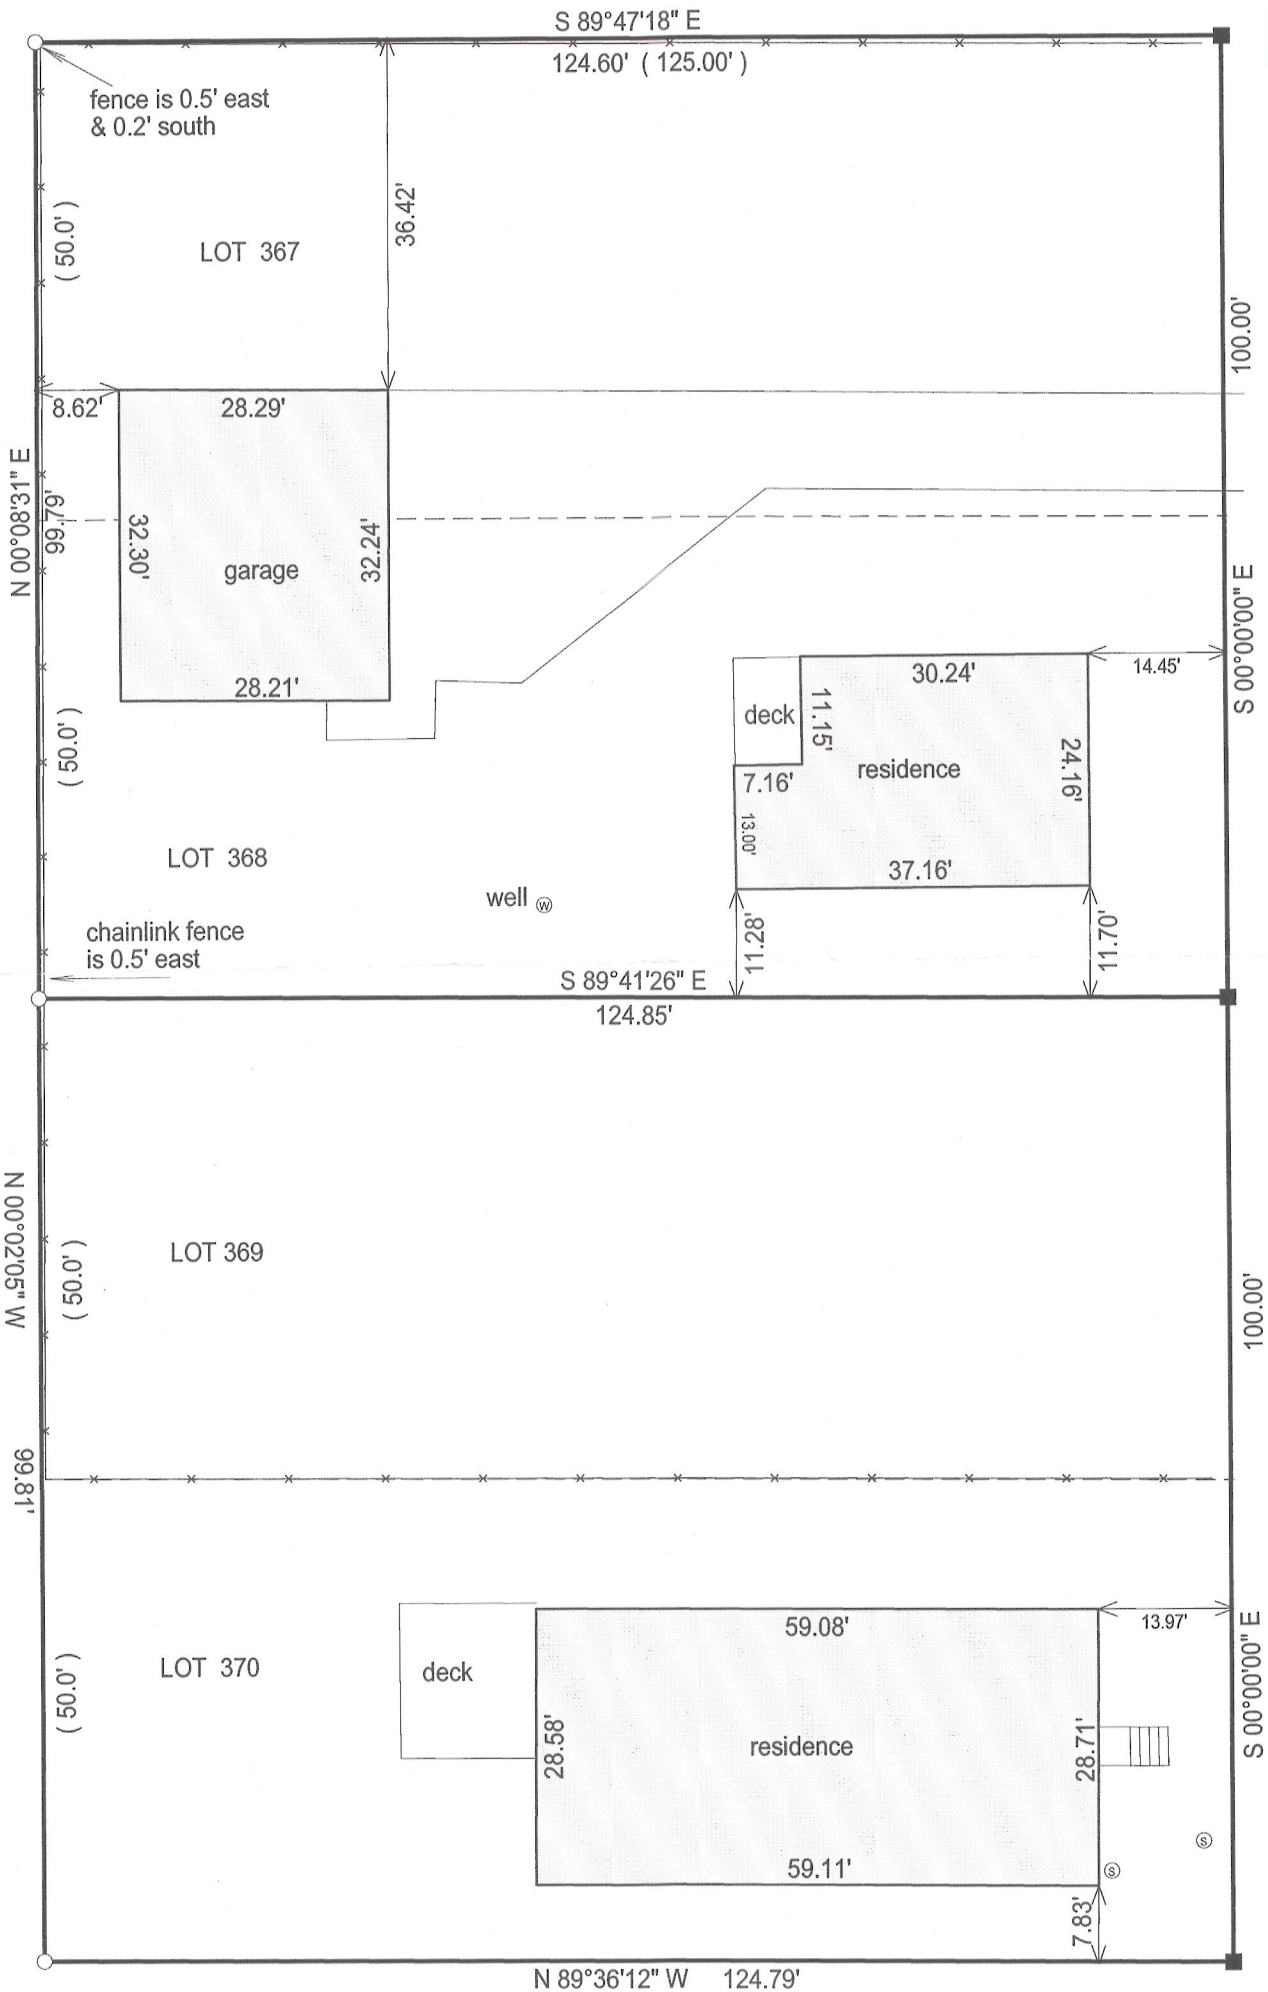 S 89°47'18" E
124.60' ( 125.00' )
fence is 0.5' east
& 0.2' south
( 50.0' )
LOT 367
36.42'
100.00'
8.62'
28.29'
N 00°08'31" E
99.79'
32.30'
32.24'
garage
28.21'
S 00°00'00" E
14.45'
30.24'
deck
11.15'
residence
24.16'
7.16'
13.00'
37.16'
( 50.0' )
LOT 368
well W
11.28'
11.70'
chainlink fence
is 0.5' east
S 89°41'26" E
124.85'
N 00°02'05" W
LOT 369
( 50.0' )
100.00'
99.81'
59.08'
13.97'
LOT 370
deck
( 50.0' )
28.58'
residence
28.71'
S 00°00'00" E
S
S
59.11'
7.83'
N 89°36'12" W 124.79'